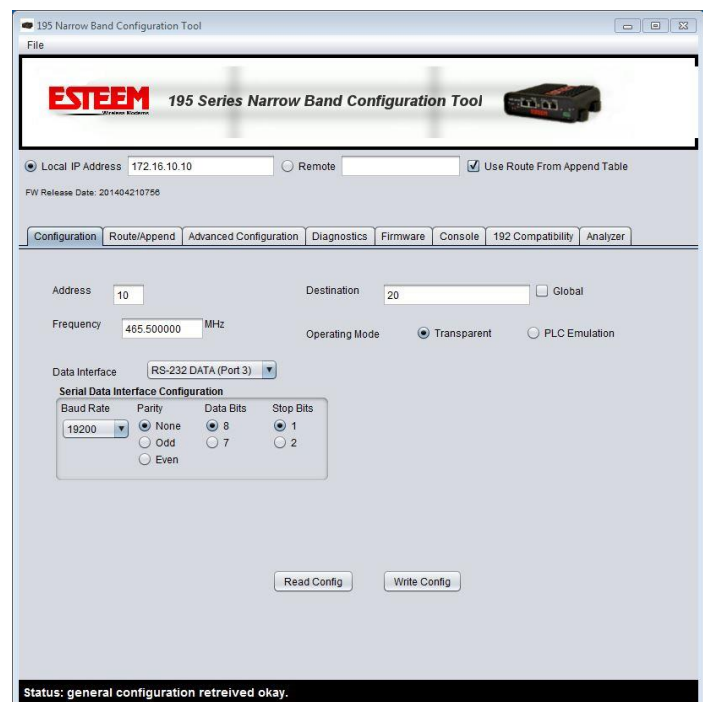 195 Narrow Band Configuration Tool
File
ESTEEM 195 Series Narrow Band Configuration Tool
Wireless Modems
Local IP Address 172.16.10.10 Remote Use Route From Append Table
FW Release Date: 201404210756
Configuration Route/Append Advanced Configuration Diagnostics Firmware Console 192 Compatibility Analyzer
Address 10 Destination 20 Global
Frequency 465.500000 MHz Operating Mode Transparent PLC Emulation
Data Interface RS-232 DATA (Port 3)
Serial Data Interface Configuration
Baud Rate Parity Data Bits Stop Bits
19200 None 8 1
Odd 7 2
Even
Read Config Write Config
Status: general configuration retreived okay.